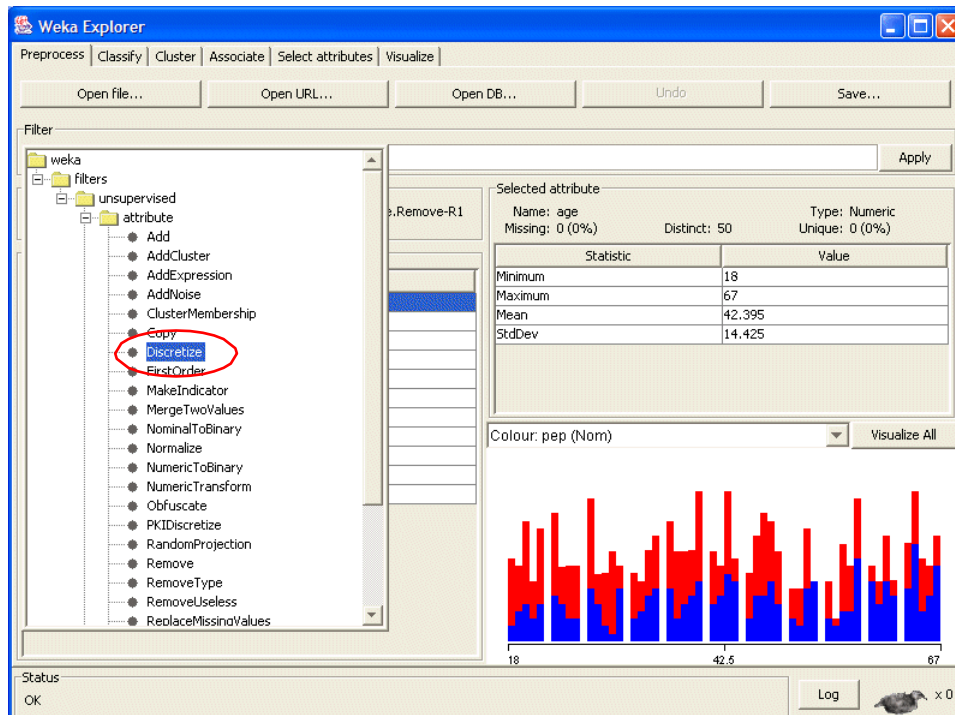 Weka Explorer
Preprocess Classify Cluster Associate Select attributes Visualize
Open file... Open URL... Open DB... Undo Save...
Filter
Apply
weka
filters
unsupervised
attribute
Add
AddCluster
AddExpression
AddNoise
ClusterMembership
Copy
Discretize
FirstOrder
MakeIndicator
MergeTwoValues
NominalToBinary
Normalize
NumericToBinary
NumericTransform
Obfuscate
PKIDiscretize
RandomProjection
Remove
RemoveType
RemoveUseless
ReplaceMissingValues
.Remove-R1
Selected attribute
Name: age Type: Numeric
Missing: 0 (0%) Distinct: 50 Unique: 0 (0%)
Statistic Value
Minimum 18
Maximum 67
Mean 42.395
StdDev 14.425
Colour: pep (Nom) Visualize All
18 42.5 67
Status
OK
Log x 0